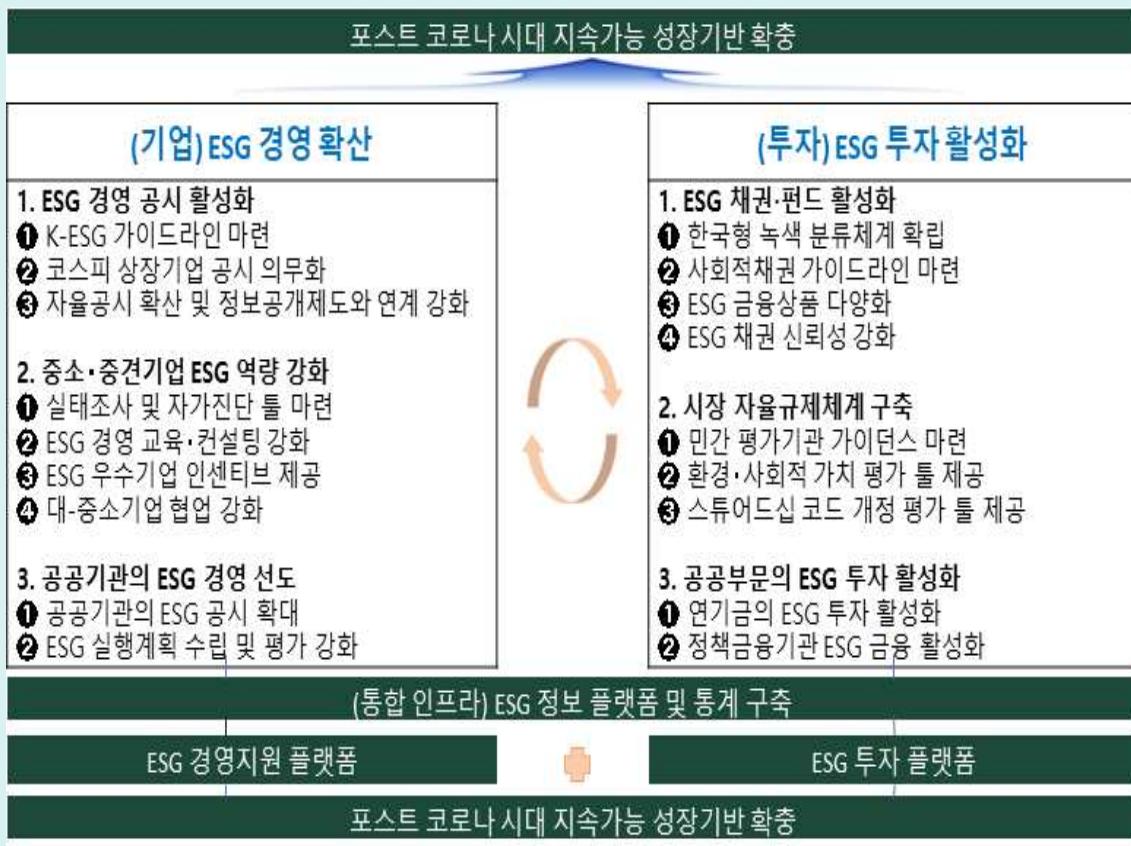 포스트 코로나 시대 지속가능 성장기반 확충
(기업) ESG 경영 확산
1. ESG 경영 공시 활성화
❶ K-ESG 가이드라인 마련
❷ 코스피 상장기업 공시 의무화
❸ 자율공시 확산 및 정보공개제도와 연계 강화
2. 중소·중견기업 ESG 역량 강화
❶ 실태조사 및 자가진단 툴 마련
❷ ESG 경영 교육·컨설팅 강화
❸ ESG 우수기업 인센티브 제공
❹ 대-중소기업 협업 강화
3. 공공기관의 ESG 경영 선도
❶ 공공기관의 ESG 공시 확대
❷ ESG 실행계획 수립 및 평가 강화
(투자) ESG 투자 활성화
1. ESG 채권·펀드 활성화
❶ 한국형 녹색 분류체계 확립
❷ 사회적채권 가이드라인 마련
❸ ESG 금융상품 다양화
❹ ESG 채권 신뢰성 강화
2. 시장 자율규제체계 구축
❶ 민간 평가기관 가이던스 마련
❷ 환경·사회적 가치 평가 툴 제공
❸ 스튜어드십 코드 개정 평가 툴 제공
3. 공공부문의 ESG 투자 활성화
❶ 연기금의 ESG 투자 활성화
❷ 정책금융기관 ESG 금융 활성화
(통합 인프라) ESG 정보 플랫폼 및 통계 구축
ESG 경영지원 플랫폼
ESG 투자 플랫폼
포스트 코로나 시대 지속가능 성장기반 확충